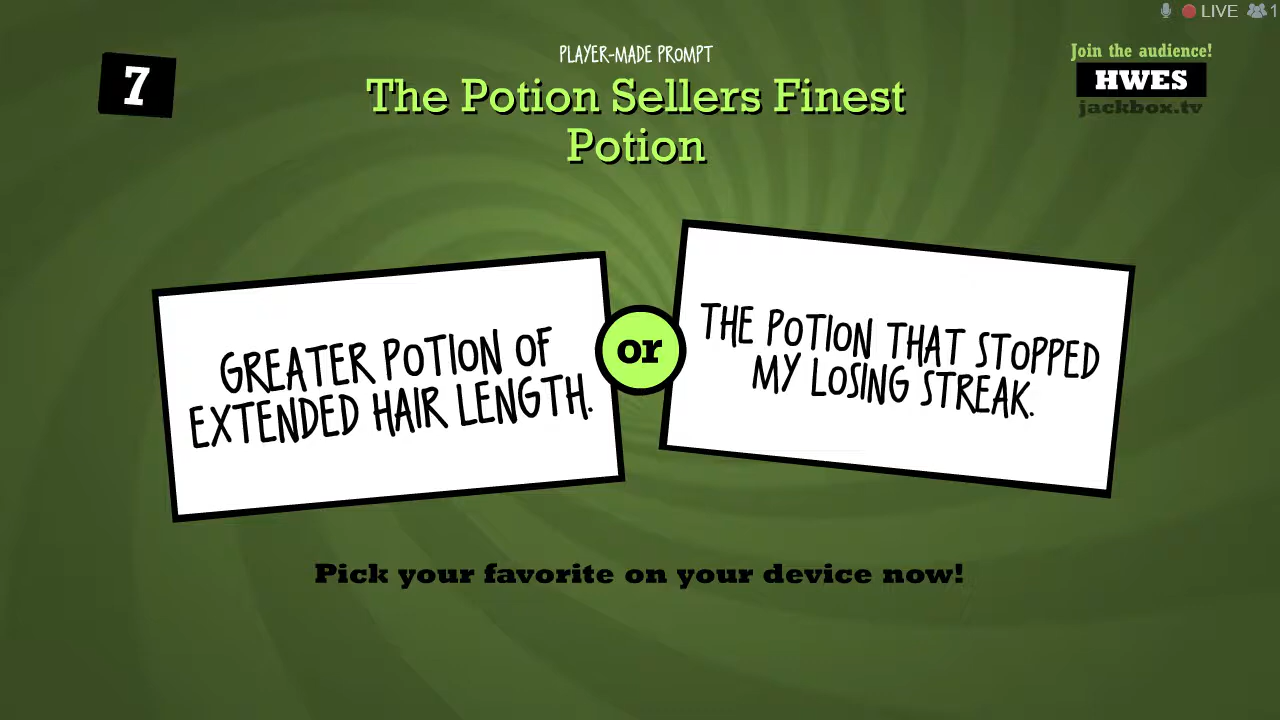 LIVE 1
7
PLAYER-MADE PROMPT
The Potion Sellers Finest
Potion
Join the audience!
HWES
jackbox.tv
GREATER POTION OF
EXTENDED HAIR LENGTH.
or
THE POTION THAT STOPPED
MY LOSING STREAK.
Pick your favorite on your device now!